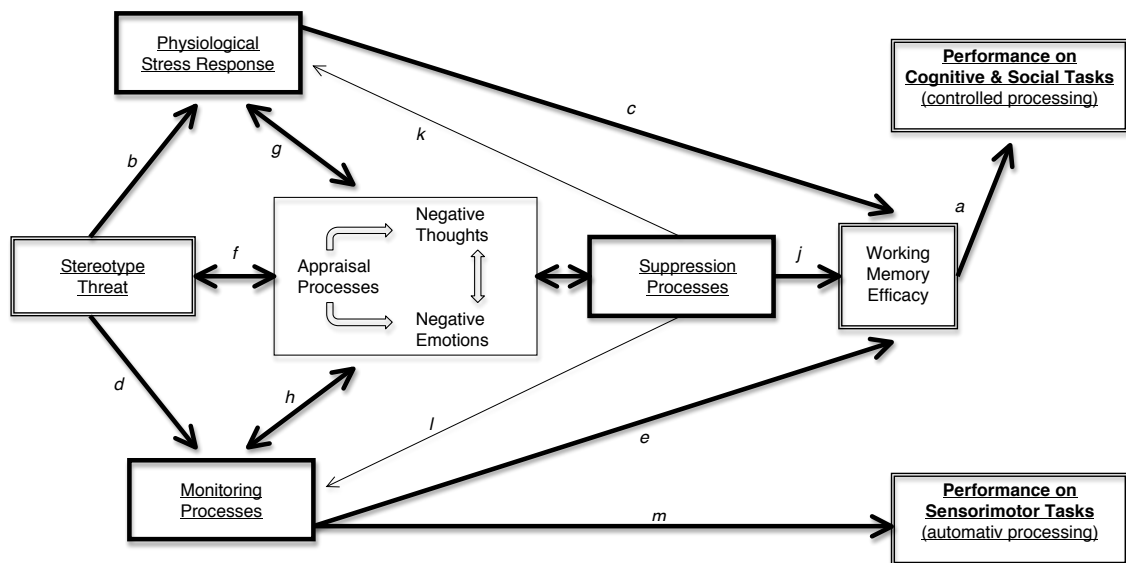 Physiological
Stress Response
Performance on
Cognitive & Social Tasks
(controlled processing)
c
k
b
g
a
Negative
Thoughts
Stereotype
Threat
f
Appraisal
Processes
Suppression
Processes
j
Working
Memory
Efficacy
Negative
Emotions
d
h
l
e
Monitoring
Processes
m
Performance on
Sensorimotor Tasks
(automativ processing)